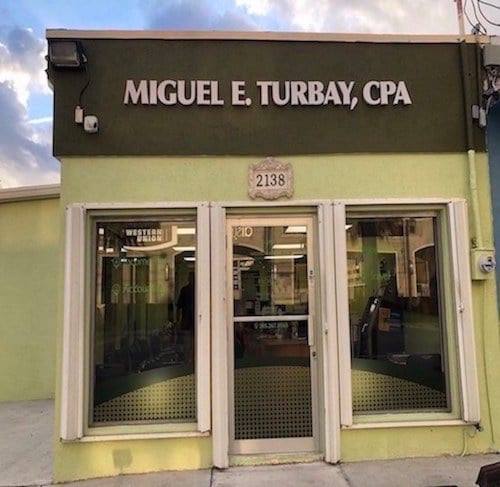 MIGUEL E. TURBAY, CPA
2138
WESTERN
UNION